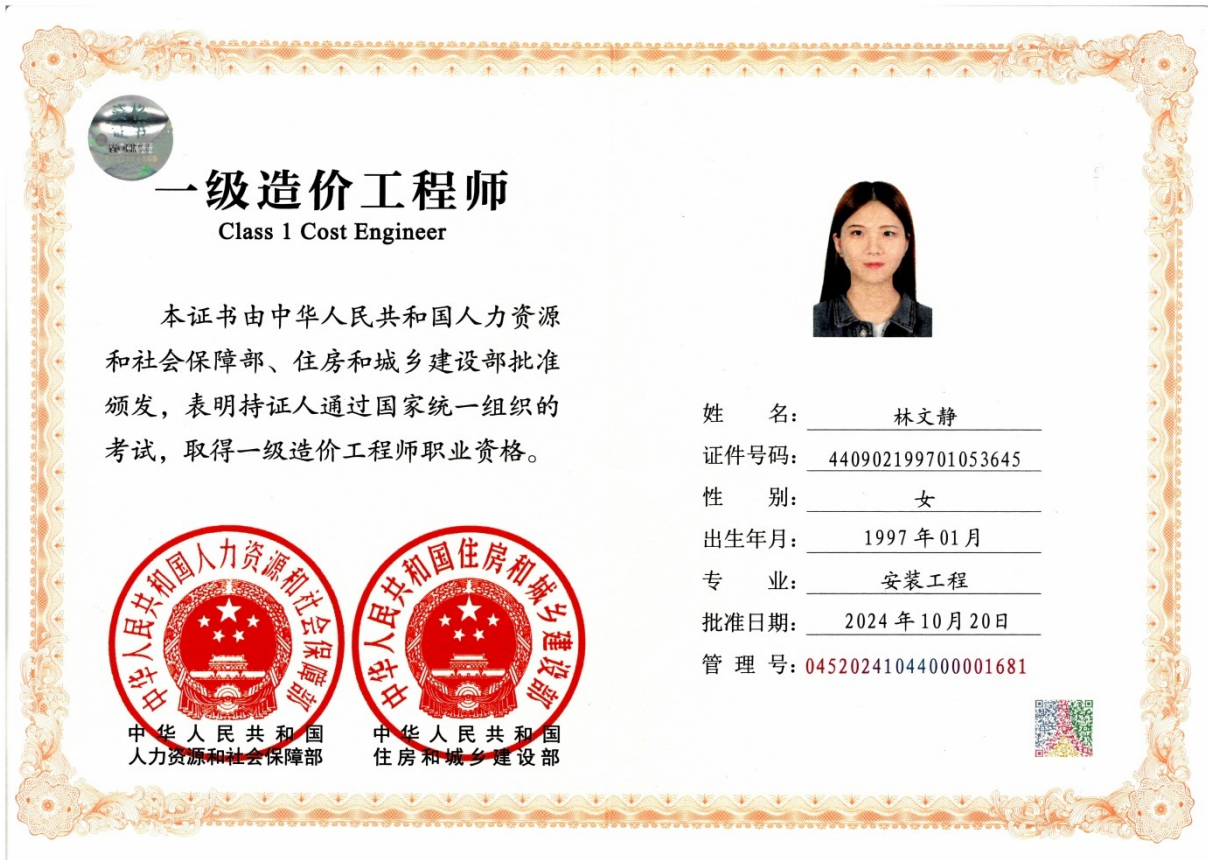 一级造价工程师
Class 1 Cost Engineer
本证书由中华人民共和国人力资源
和社会保障部、住房和城乡建设部批准
颁发，表明持证人通过国家统一组织的
考试，取得一级造价工程师职业资格。
中华人民共和国人力资源和社会保障部
中华人民共和国
人力资源和社会保障部
中华人民共和国住房和城乡建设部
中华人民共和国
住房和城乡建设部
姓 名： 林文静
证件号码： 440902199701053645
性 别： 女
出生年月： 1997年01月
专 业： 安装工程
批准日期： 2024年10月20日
管 理 号：04520241044000001681